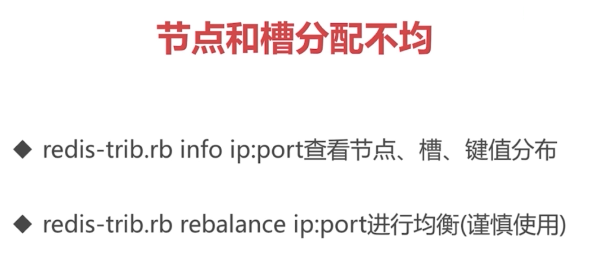 节点和槽分配不均
◆ redis-trib.rb info ip:port查看节点、槽、键值分布
◆ redis-trib.rb rebalance ip:port进行均衡(谨慎使用)